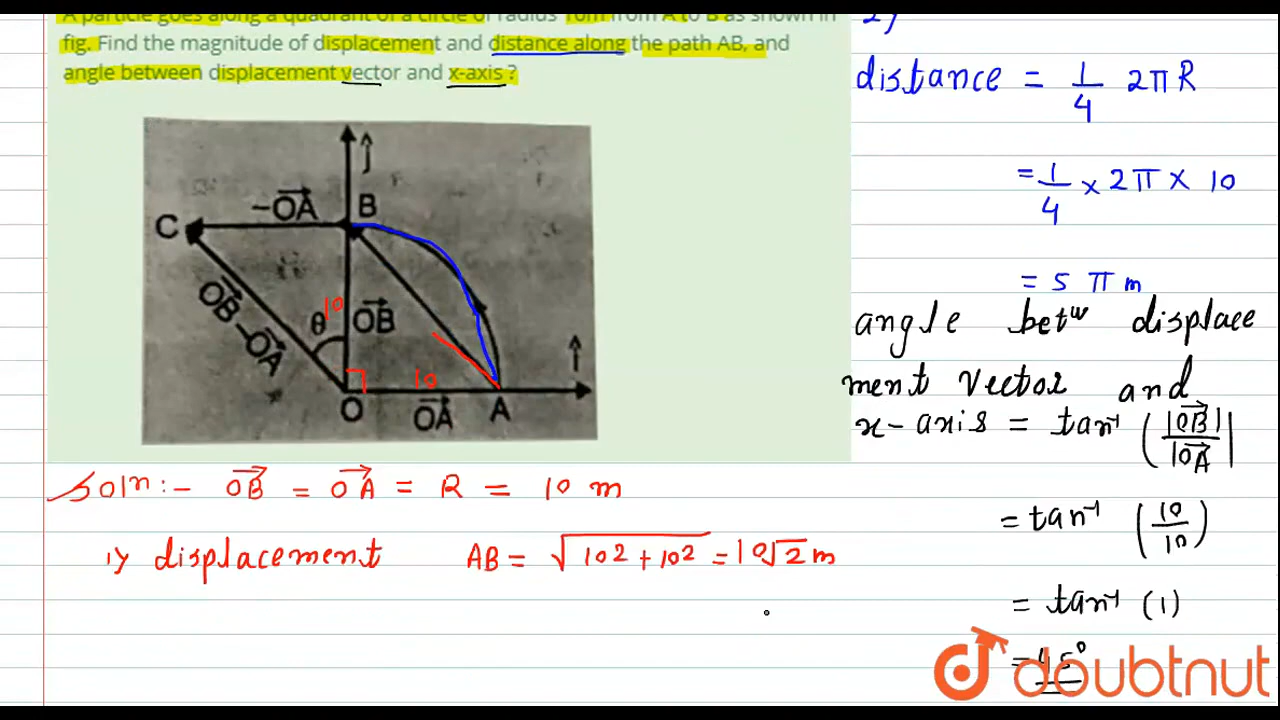 A particle goes along a quadrant of a circle of radius 10m from A to B as shown in
fig. Find the magnitude of displacement and distance along the path AB, and
angle between displacement vector and x-axis ?
ĵ
-OA⃗
B
C
OB⃗ -OA⃗
θ
10
OB⃗
î
10
O
OA⃗
A
Soln :- OB⃗ = OA⃗ = R = 10 m
1) displacement AB = √10² + 10² = 10√2 m
2)
distance = 1/4 2πR
= 1/4 × 2π × 10
= 5 π m
angle betw displace
ment vector and
x-axis = tan⁻¹ (|OB⃗|/|OA⃗|
= tan⁻¹ (10/10)
= tan⁻¹ (1)
= 45°
doubtnut